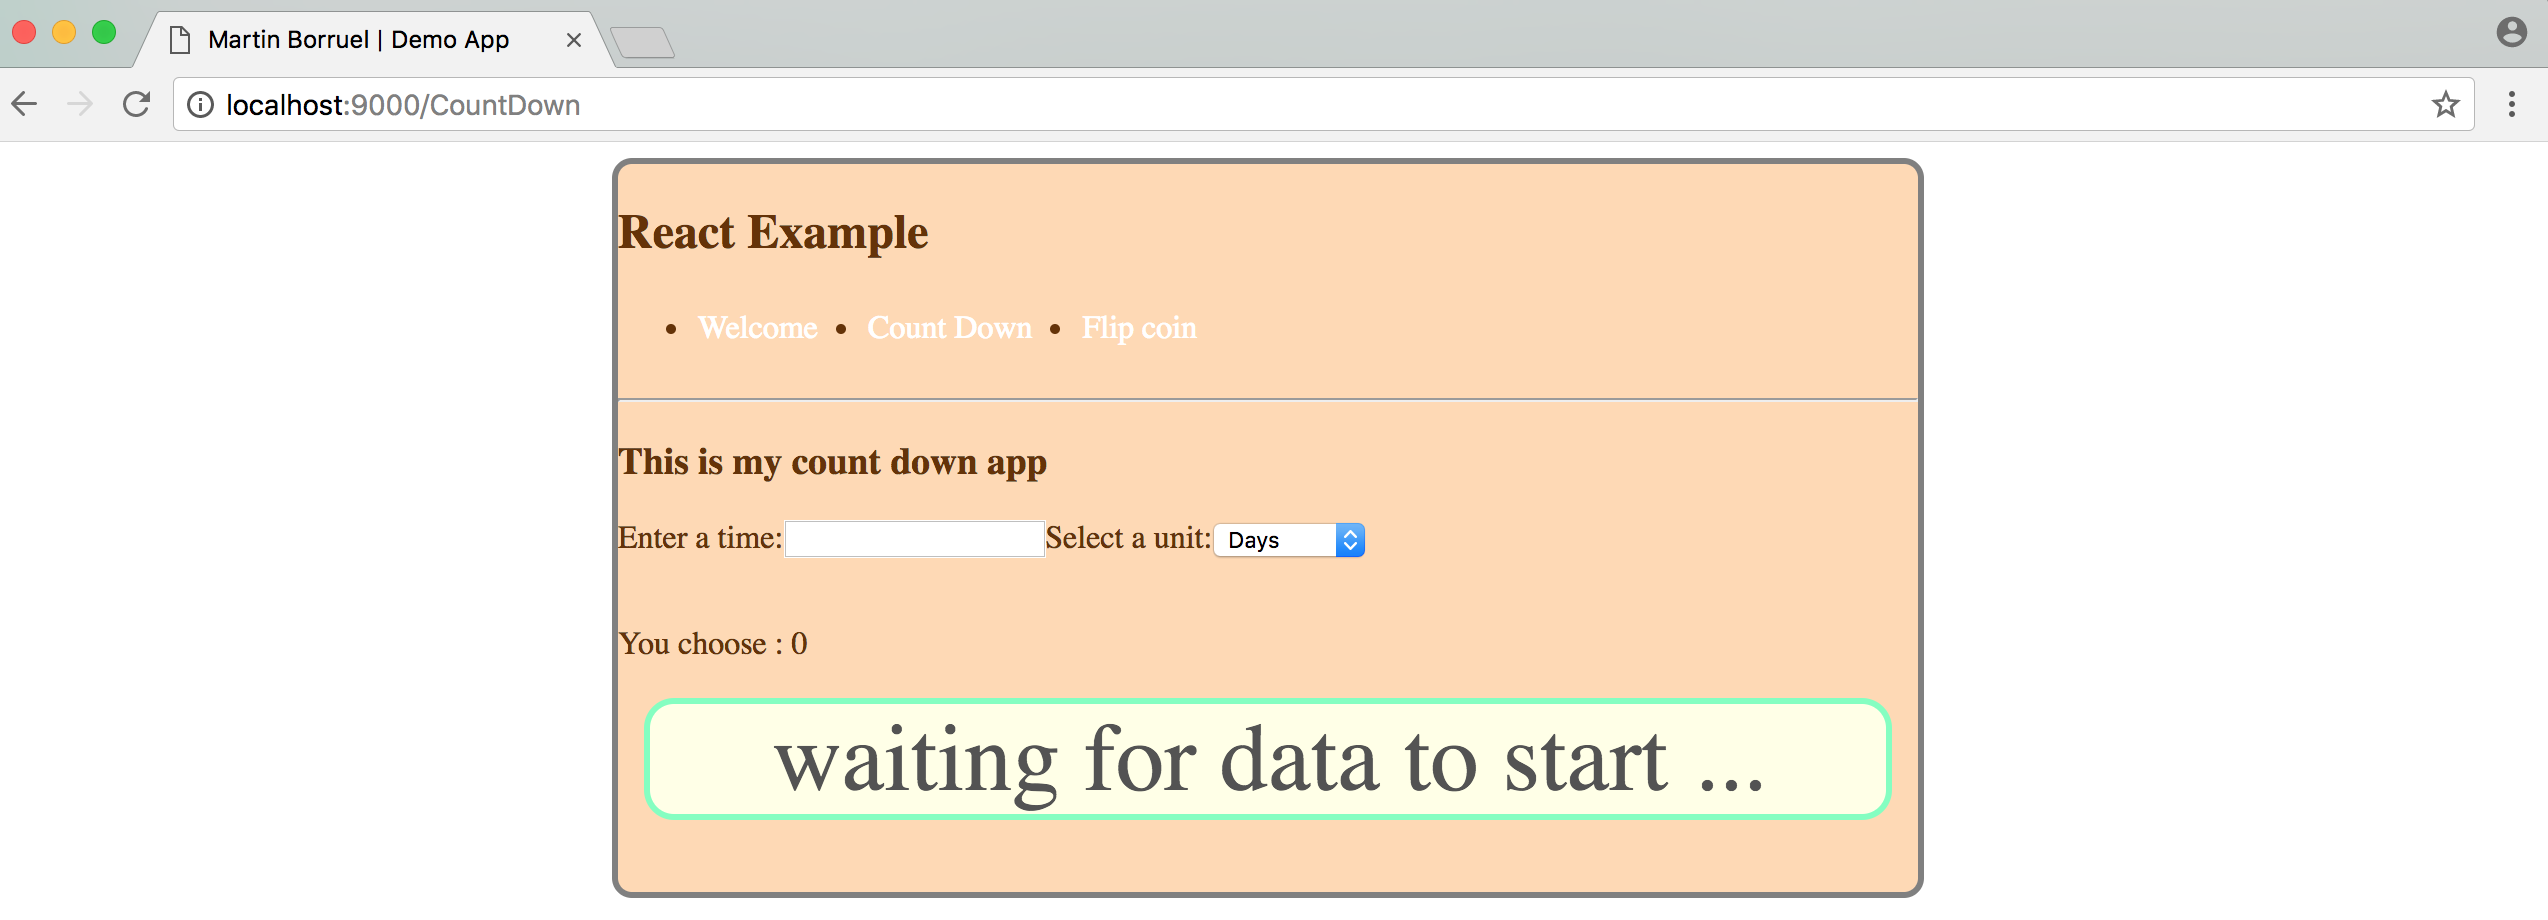 Martin Borruel | Demo App
localhost:9000/CountDown
React Example
• Welcome • Count Down • Flip coin
This is my count down app
Enter a time: Select a unit: Days
You choose : 0
waiting for data to start ...